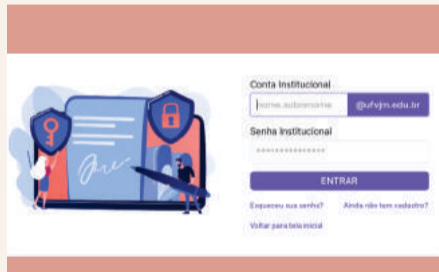 Conta Institucional
nome.sobrenome @ufvjm.edu.br
Senha Institucional
***************
ENTRAR
Esqueceu sua senha? Ainda não tem cadastro?
Voltar para tela inicial